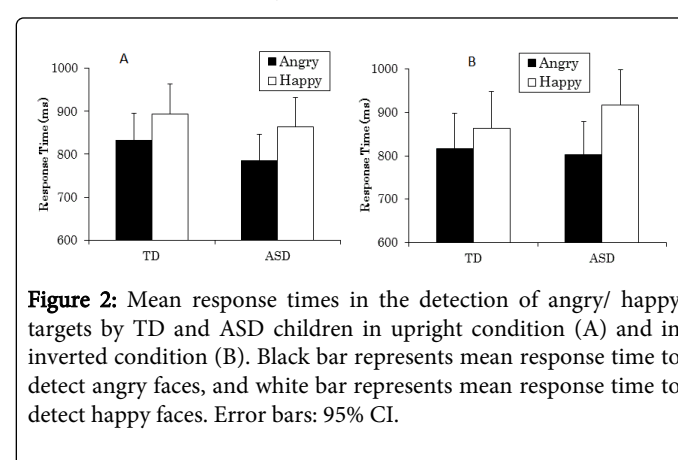 A
Angry
Happy
1000
900
800
700
600
Response Time (ms)
TD
ASD
B
Angry
Happy
1000
900
800
700
600
Response Time (ms)
TD
ASD
Figure 2: Mean response times in the detection of angry/ happy
targets by TD and ASD children in upright condition (A) and in
inverted condition (B). Black bar represents mean response time to
detect angry faces, and white bar represents mean response time to
detect happy faces. Error bars: 95% CI.